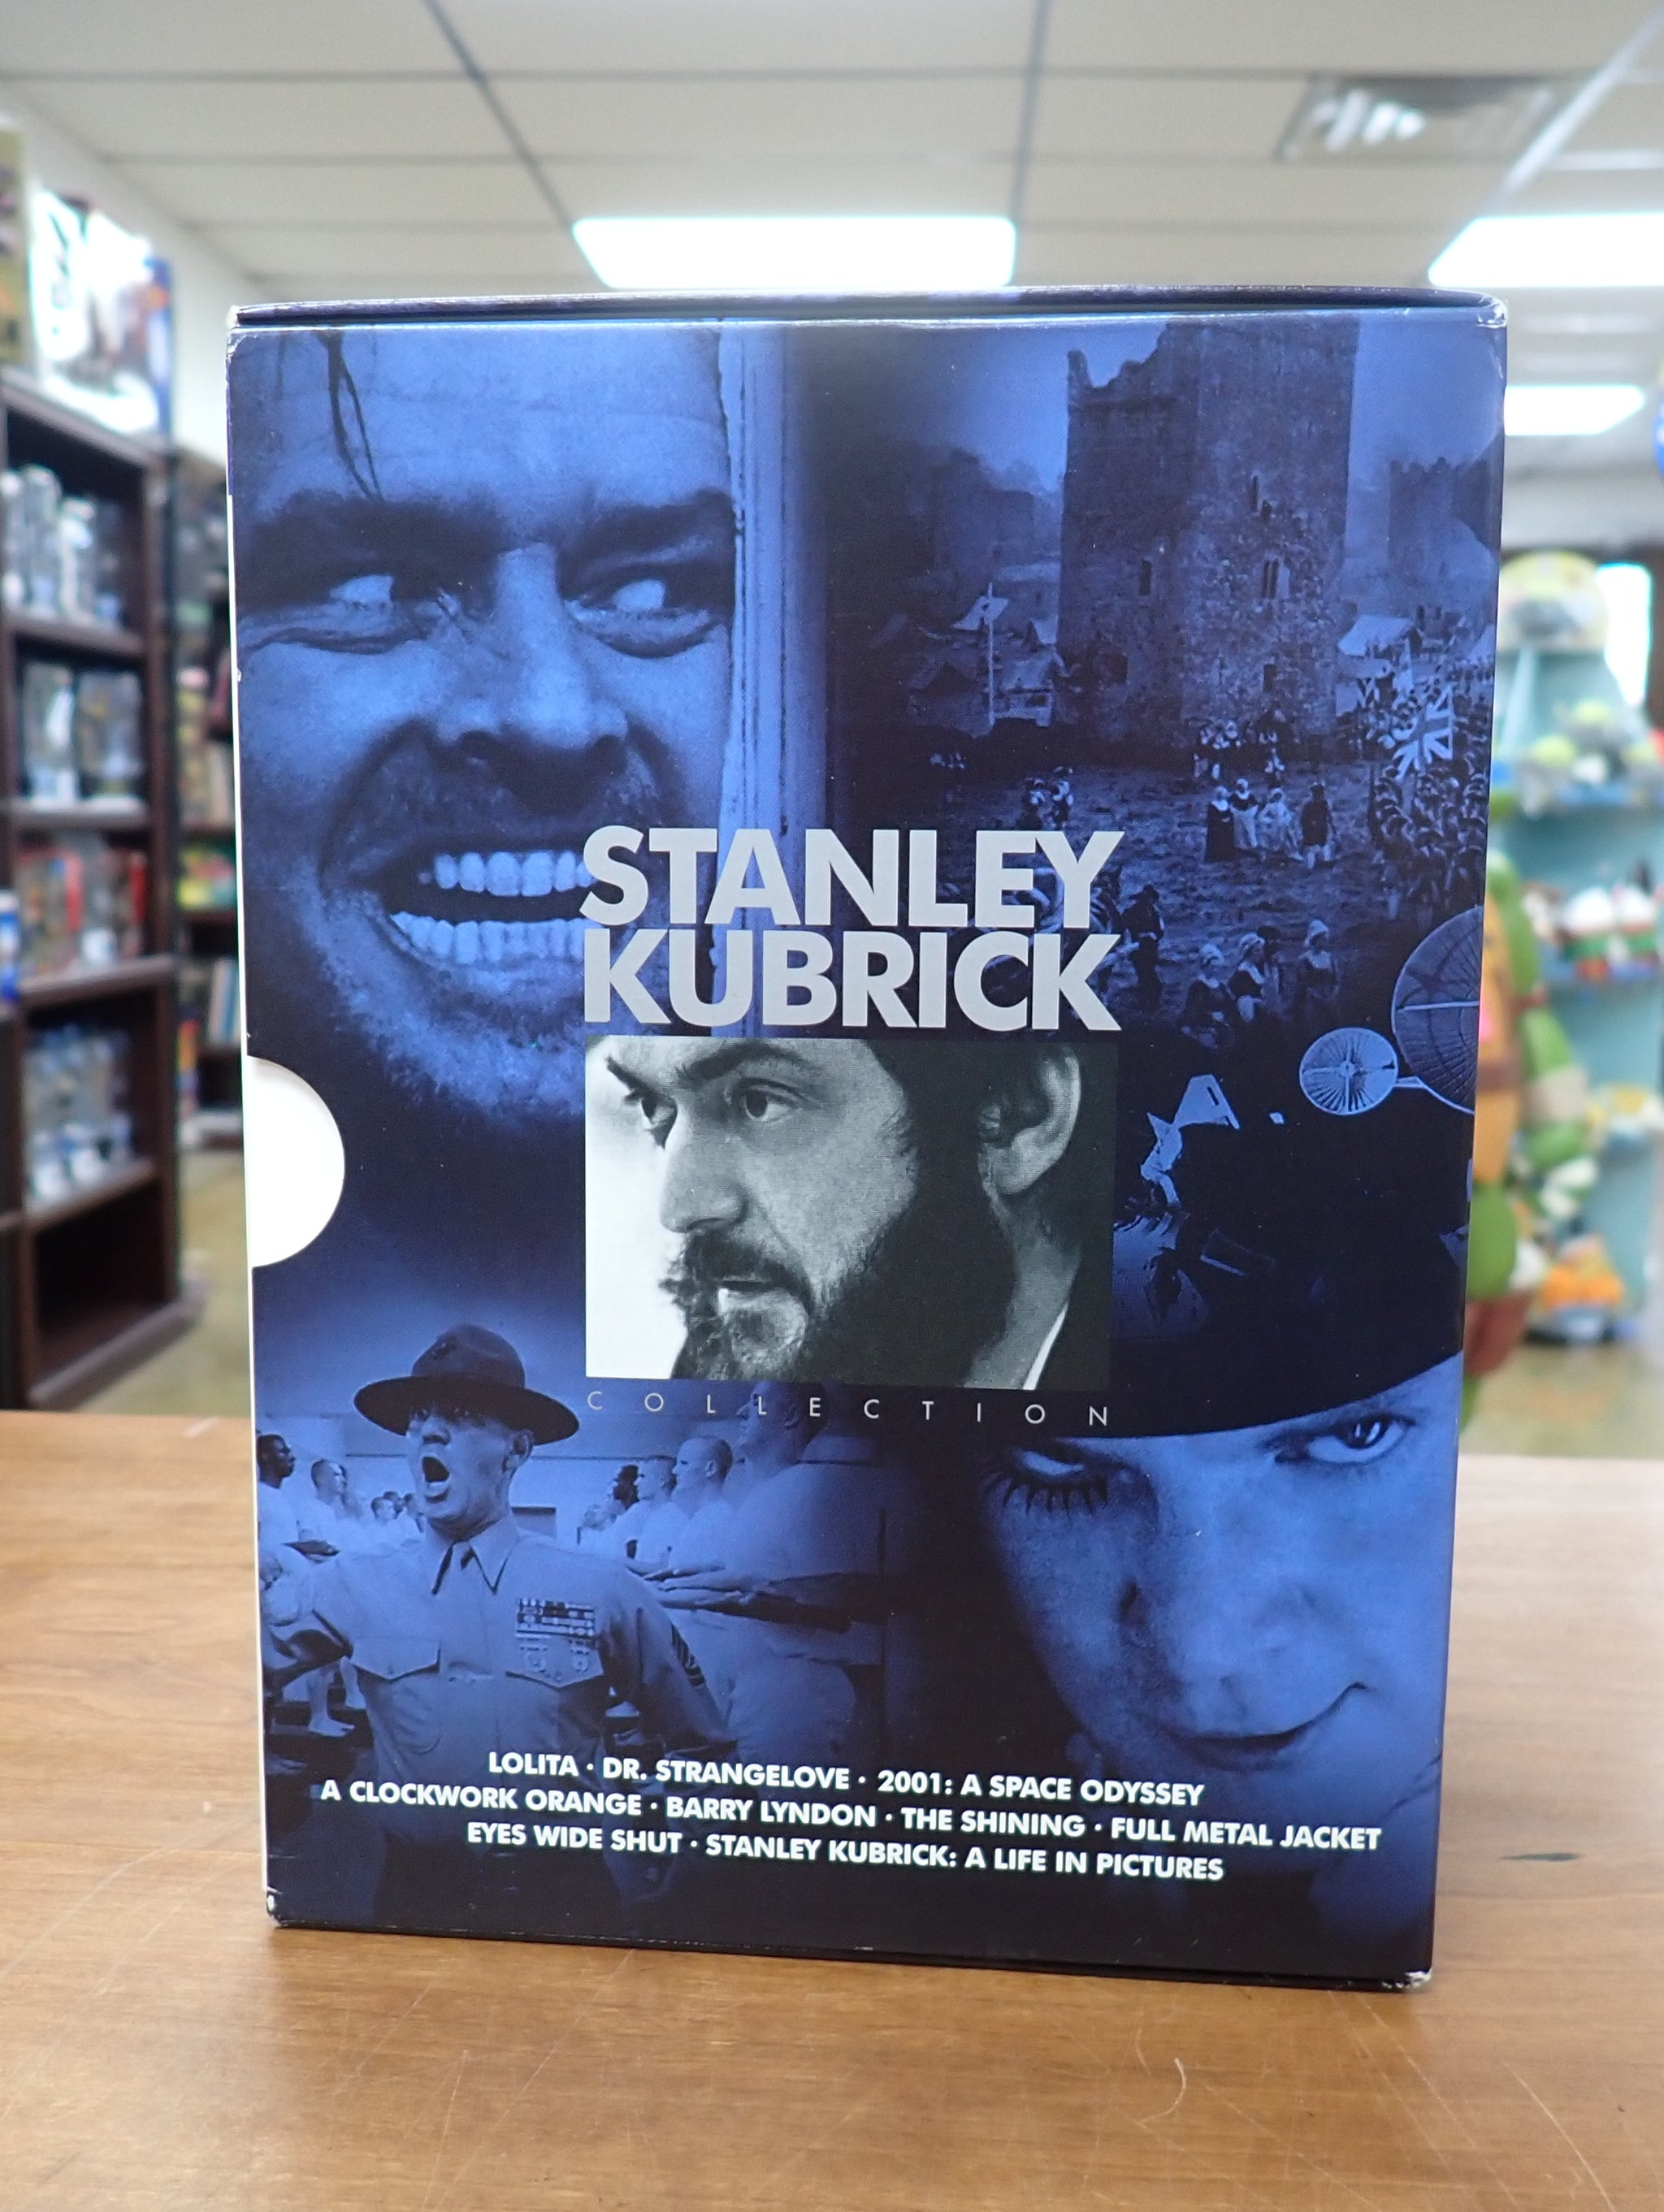 STANLEY
KUBRICK
COLLECTION
LOLITA · DR. STRANGELOVE · 2001: A SPACE ODYSSEY
A CLOCKWORK ORANGE · BARRY LYNDON · THE SHINING · FULL METAL JACKET
EYES WIDE SHUT · STANLEY KUBRICK: A LIFE IN PICTURES